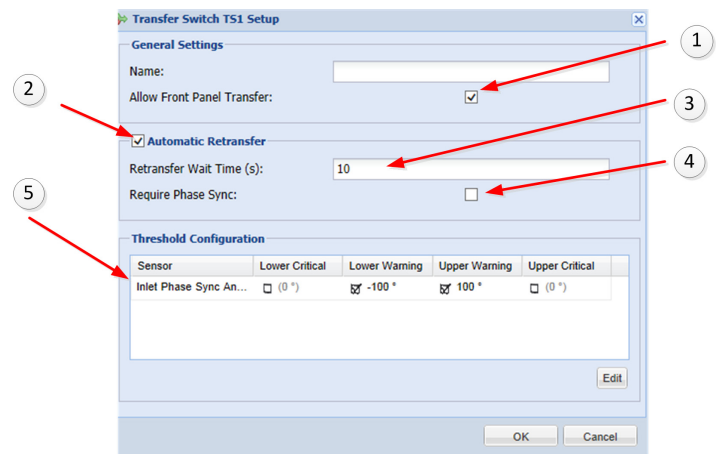 Transfer Switch TS1 Setup
General Settings
1
Name:
2
Allow Front Panel Transfer:
3
Automatic Retransfer
Retransfer Wait Time (s): 10
4
Require Phase Sync:
5
Threshold Configuration
Sensor Lower Critical Lower Warning Upper Warning Upper Critical
Inlet Phase Sync An... (0 °) -100 ° 100 ° (0 °)
Edit
OK Cancel